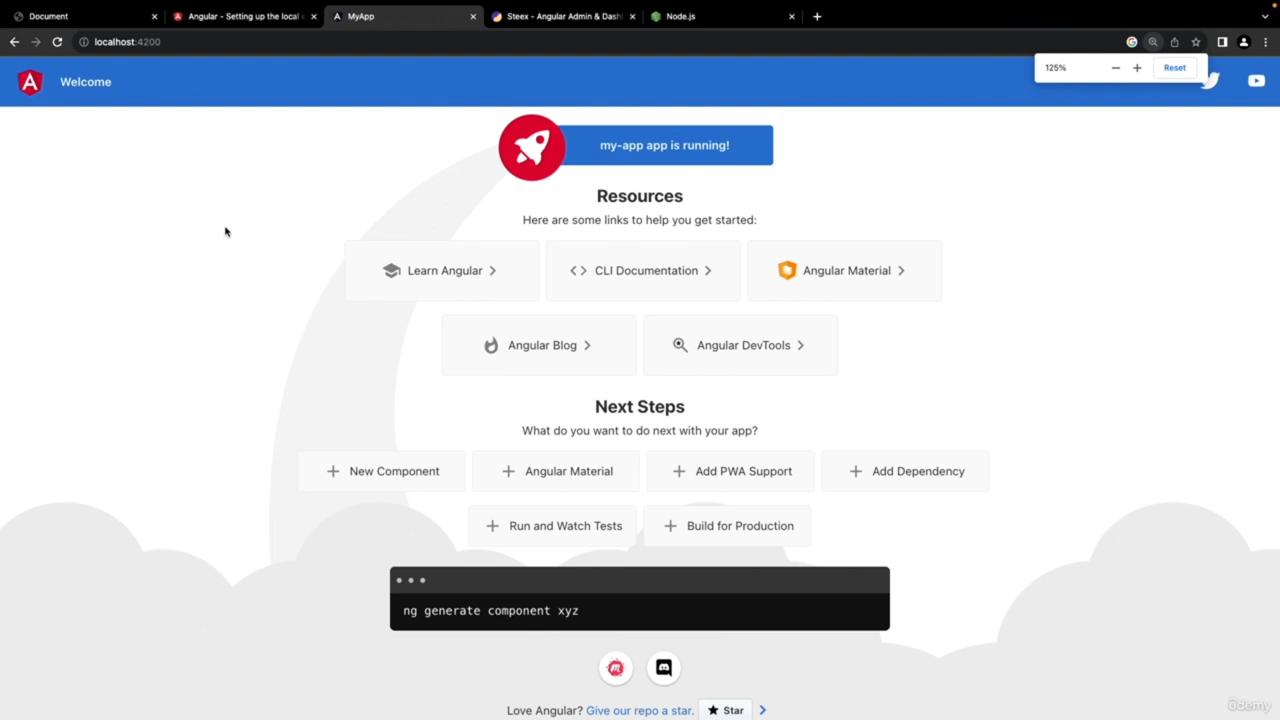 Document
Angular - Setting up the local e
MyApp
Steex - Angular Admin & Dash
Node.js
localhost:4200
125%
Reset
Welcome
my-app app is running!
Resources
Here are some links to help you get started:
Learn Angular
CLI Documentation
Angular Material
Angular Blog
Angular DevTools
Next Steps
What do you want to do next with your app?
New Component
Angular Material
Add PWA Support
Add Dependency
Run and Watch Tests
Build for Production
ng generate component xyz
Love Angular? Give our repo a star. Star
ûdemy